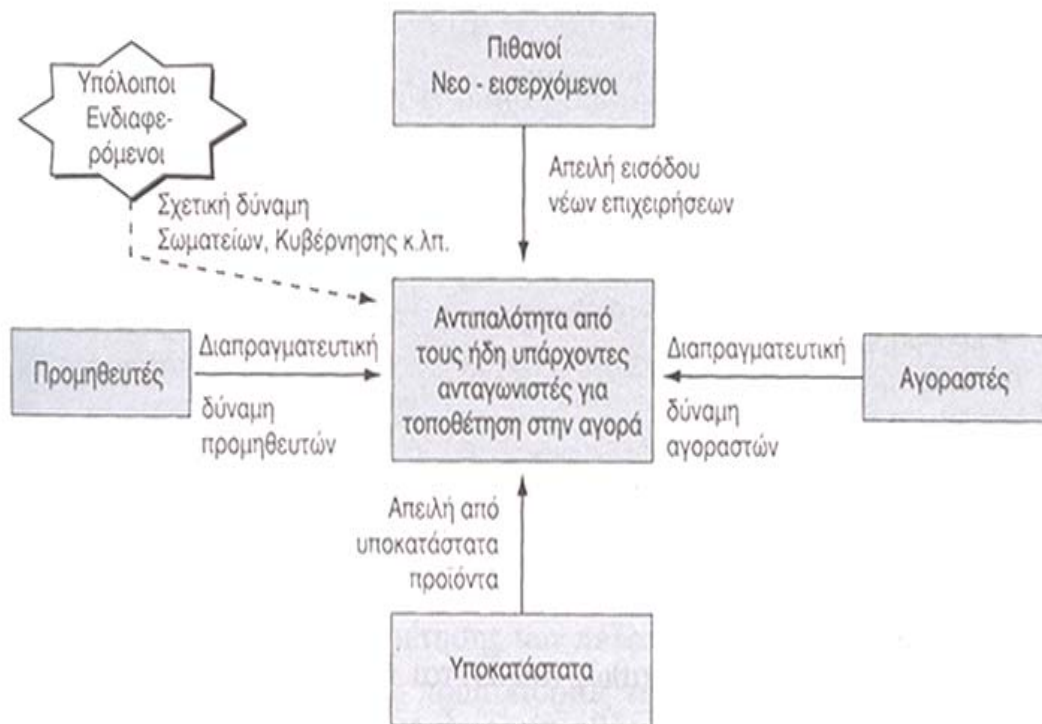 Πιθανοί
Νεο - εισερχόμενοι
Υπόλοιποι
Ενδιαφε-
ρόμενοι
Απειλή εισόδου
νέων επιχειρήσεων
Σχετική δύναμη
Σωματείων, Κυβέρνησης κ.λπ.
Προμηθευτές
Διαπραγματευτική
δύναμη
προμηθευτών
Αντιπαλότητα από
τους ήδη υπάρχοντες
ανταγωνιστές για
τοποθέτηση στην αγορά
Διαπραγματευτική
δύναμη
αγοραστών
Αγοραστές
Απειλή από
υποκατάστατα
προϊόντα
Υποκατάστατα